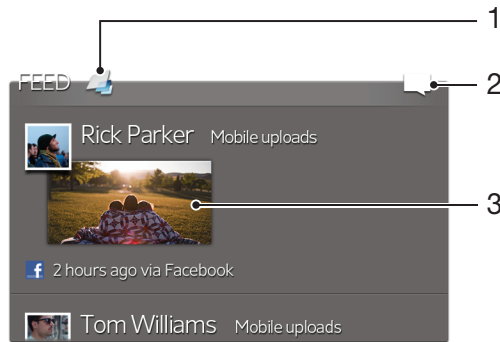 1
FEED
2
Rick Parker Mobile uploads
3
f 2 hours ago via Facebook
Tom Williams Mobile uploads